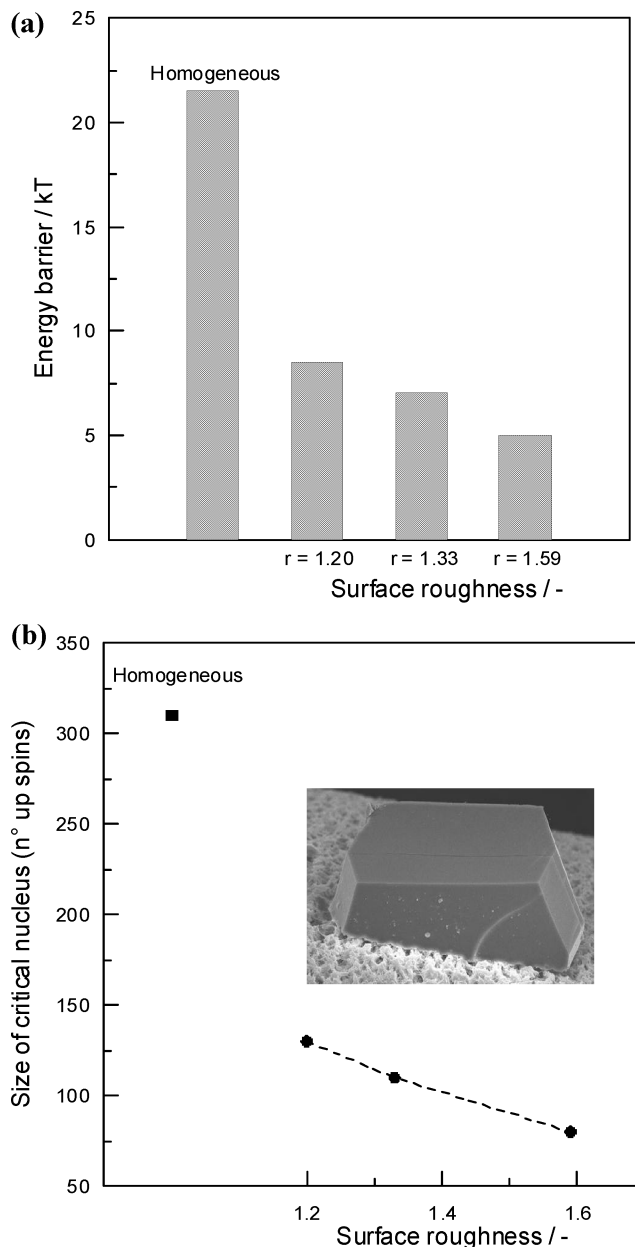 (a)
25
20
15
10
5
0
Energy barrier / kT
Homogeneous
r = 1.20 r = 1.33 r = 1.59
Surface roughness / -
(b)
350
300
250
200
150
100
50
Size of critical nucleus (n° up spins)
Homogeneous
1.2 1.4 1.6
Surface roughness / -